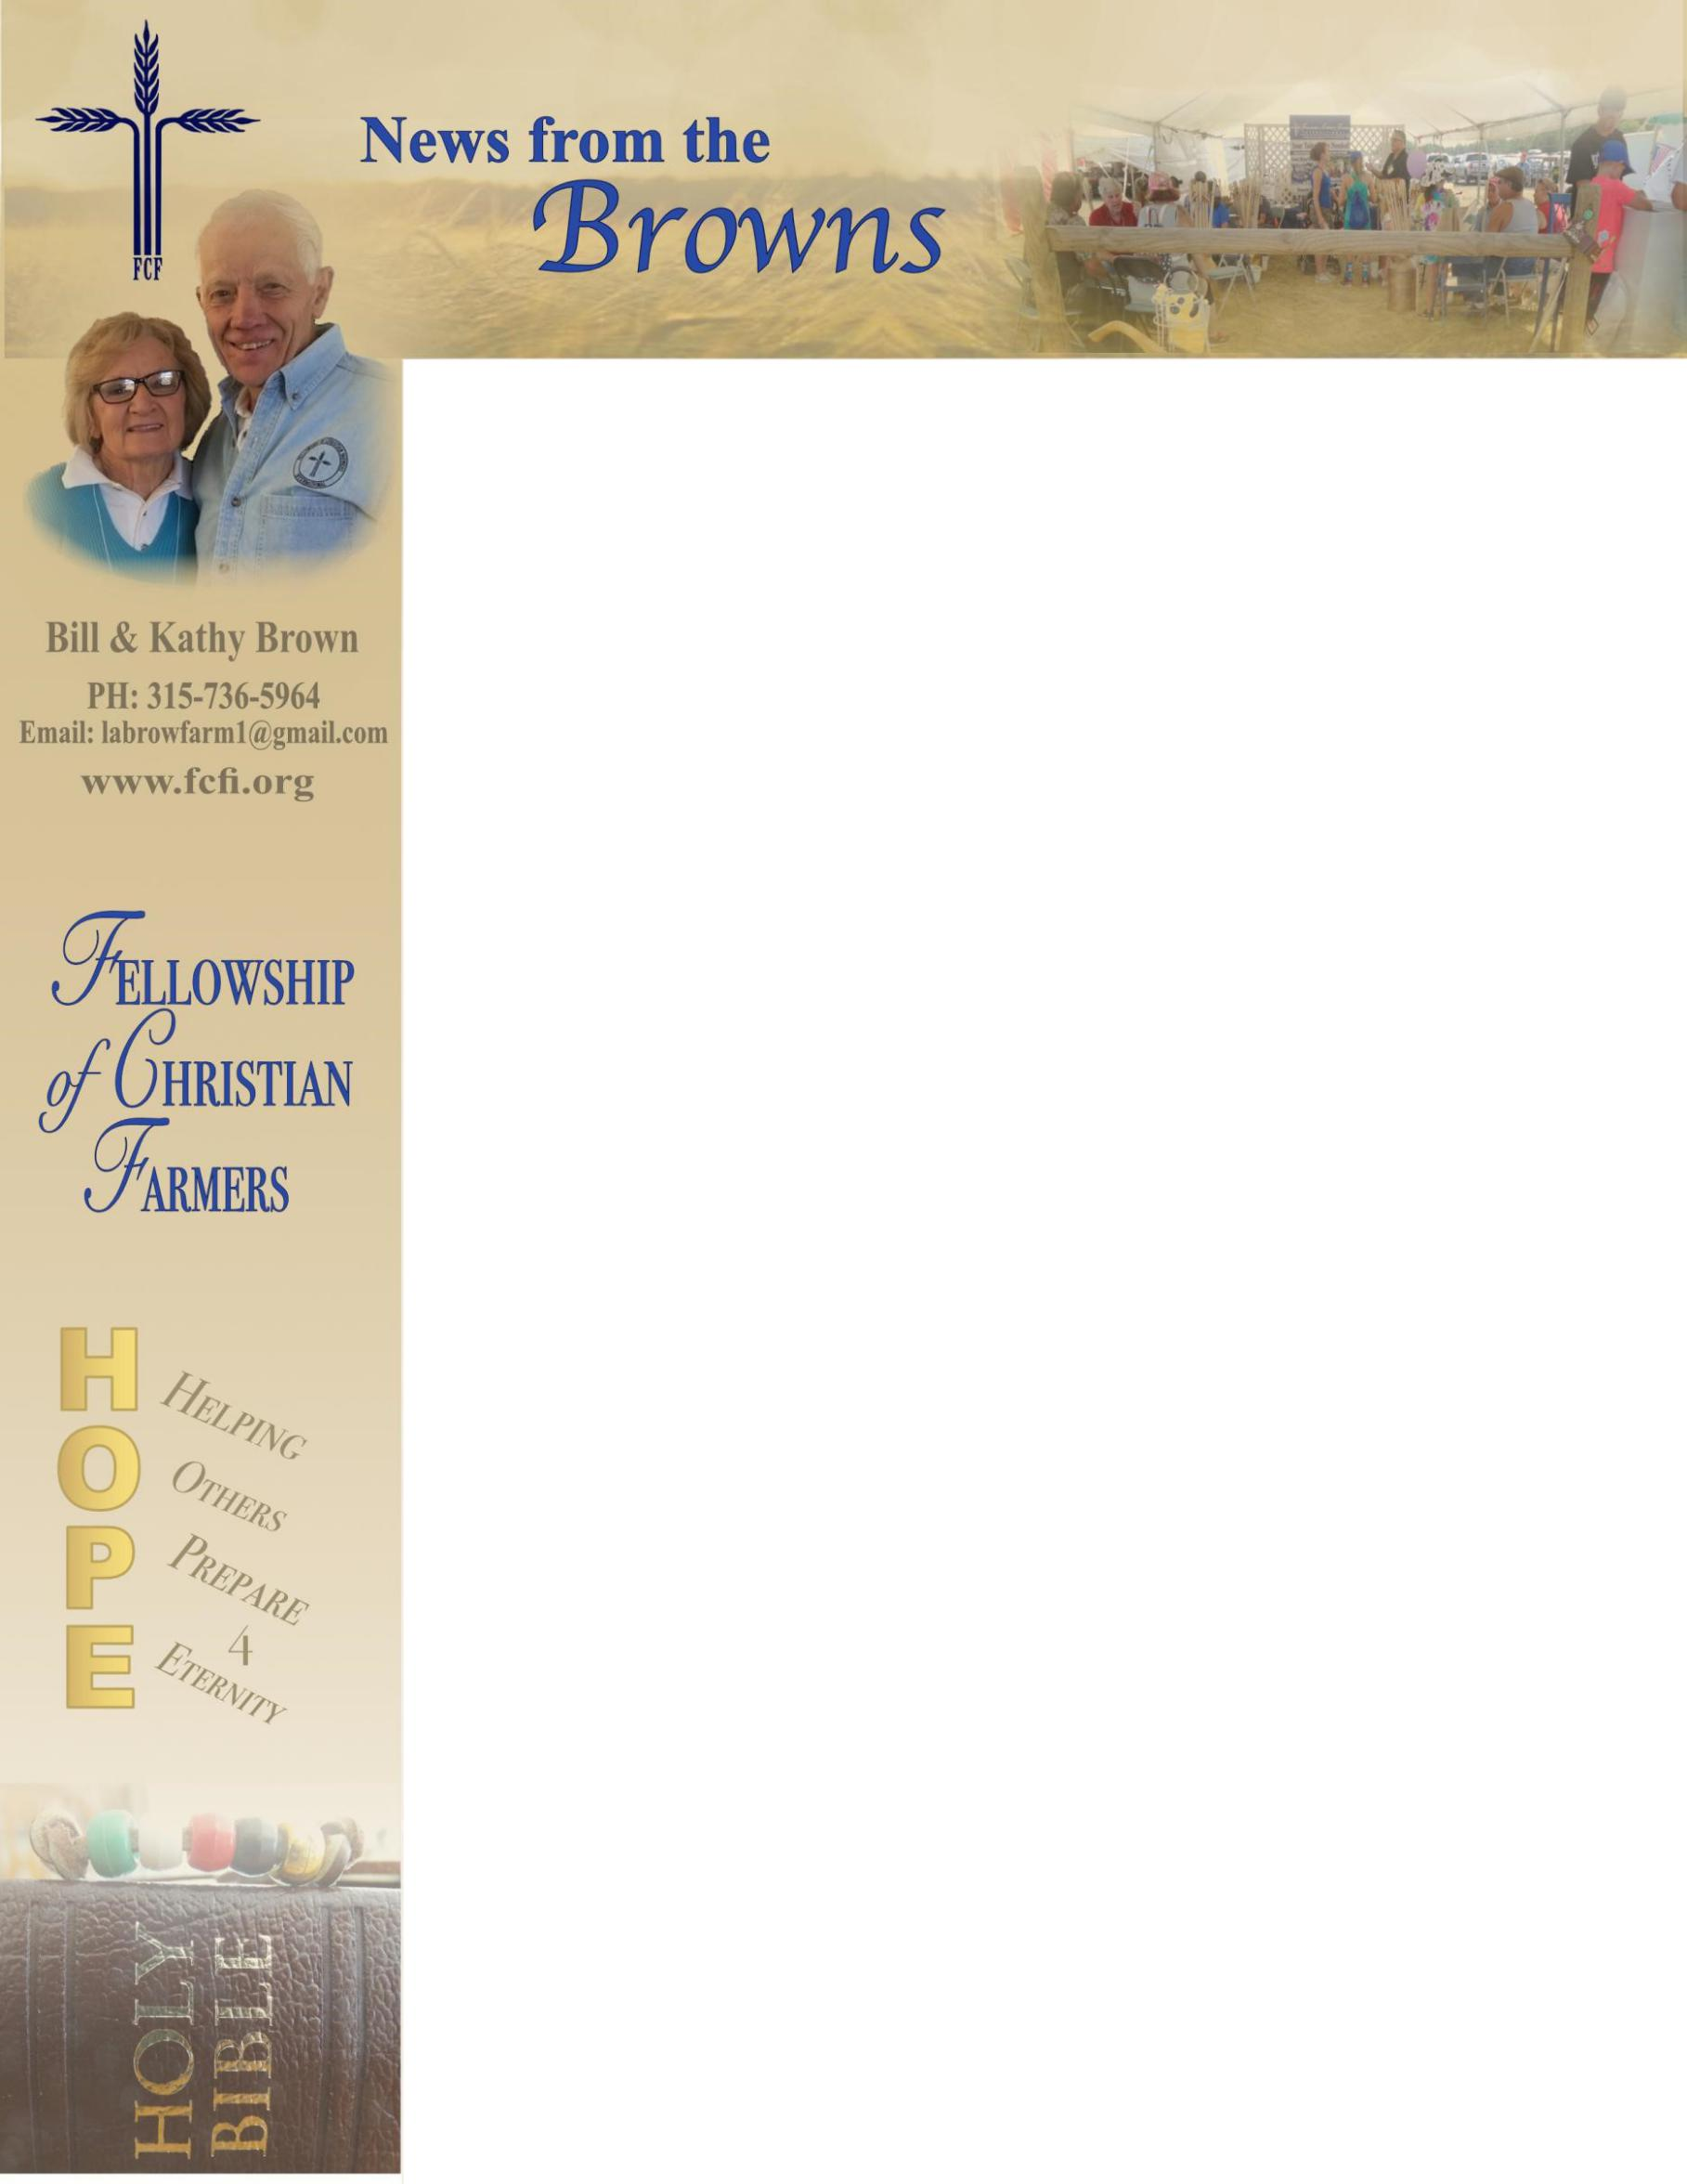 FCF
News from the
Browns
Bill & Kathy Brown
PH: 315-736-5964
Email: labrowfarm1@gmail.com
www.fcfi.org
FELLOWSHIP
of CHRISTIAN
FARMERS
HOPE
HELPING
OTHERS
PREPARE
4
ETERNITY
HOLY
BIBLE